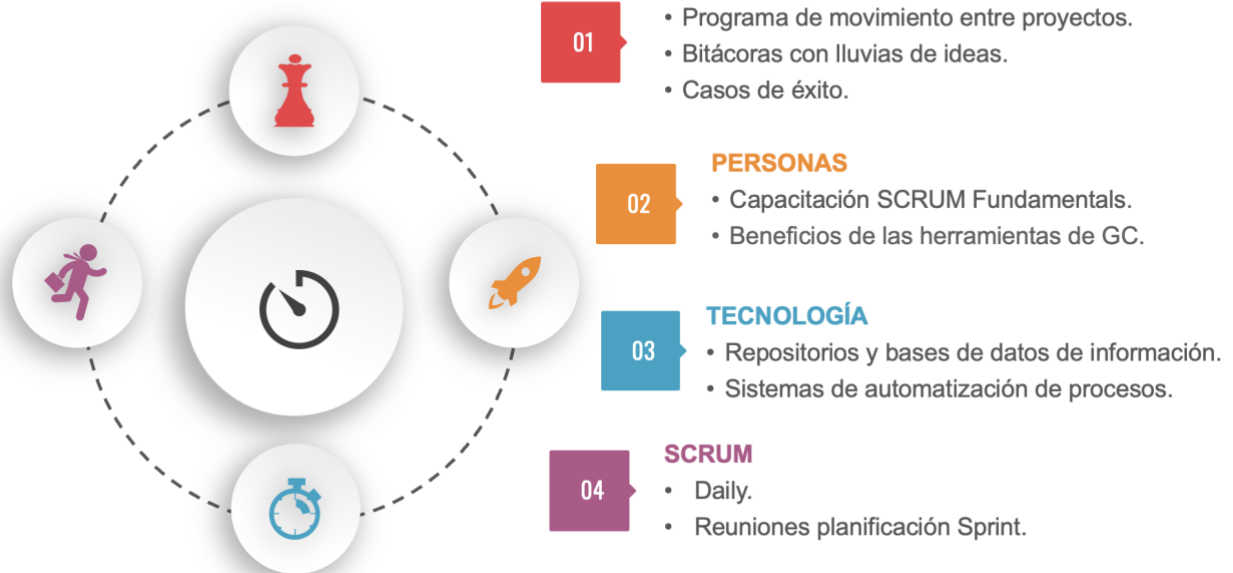 01
• Programa de movimiento entre proyectos.
• Bitácoras con lluvias de ideas.
• Casos de éxito.
02
PERSONAS
• Capacitación SCRUM Fundamentals.
• Beneficios de las herramientas de GC.
03
TECNOLOGÍA
• Repositorios y bases de datos de información.
• Sistemas de automatización de procesos.
04
SCRUM
• Daily.
• Reuniones planificación Sprint.